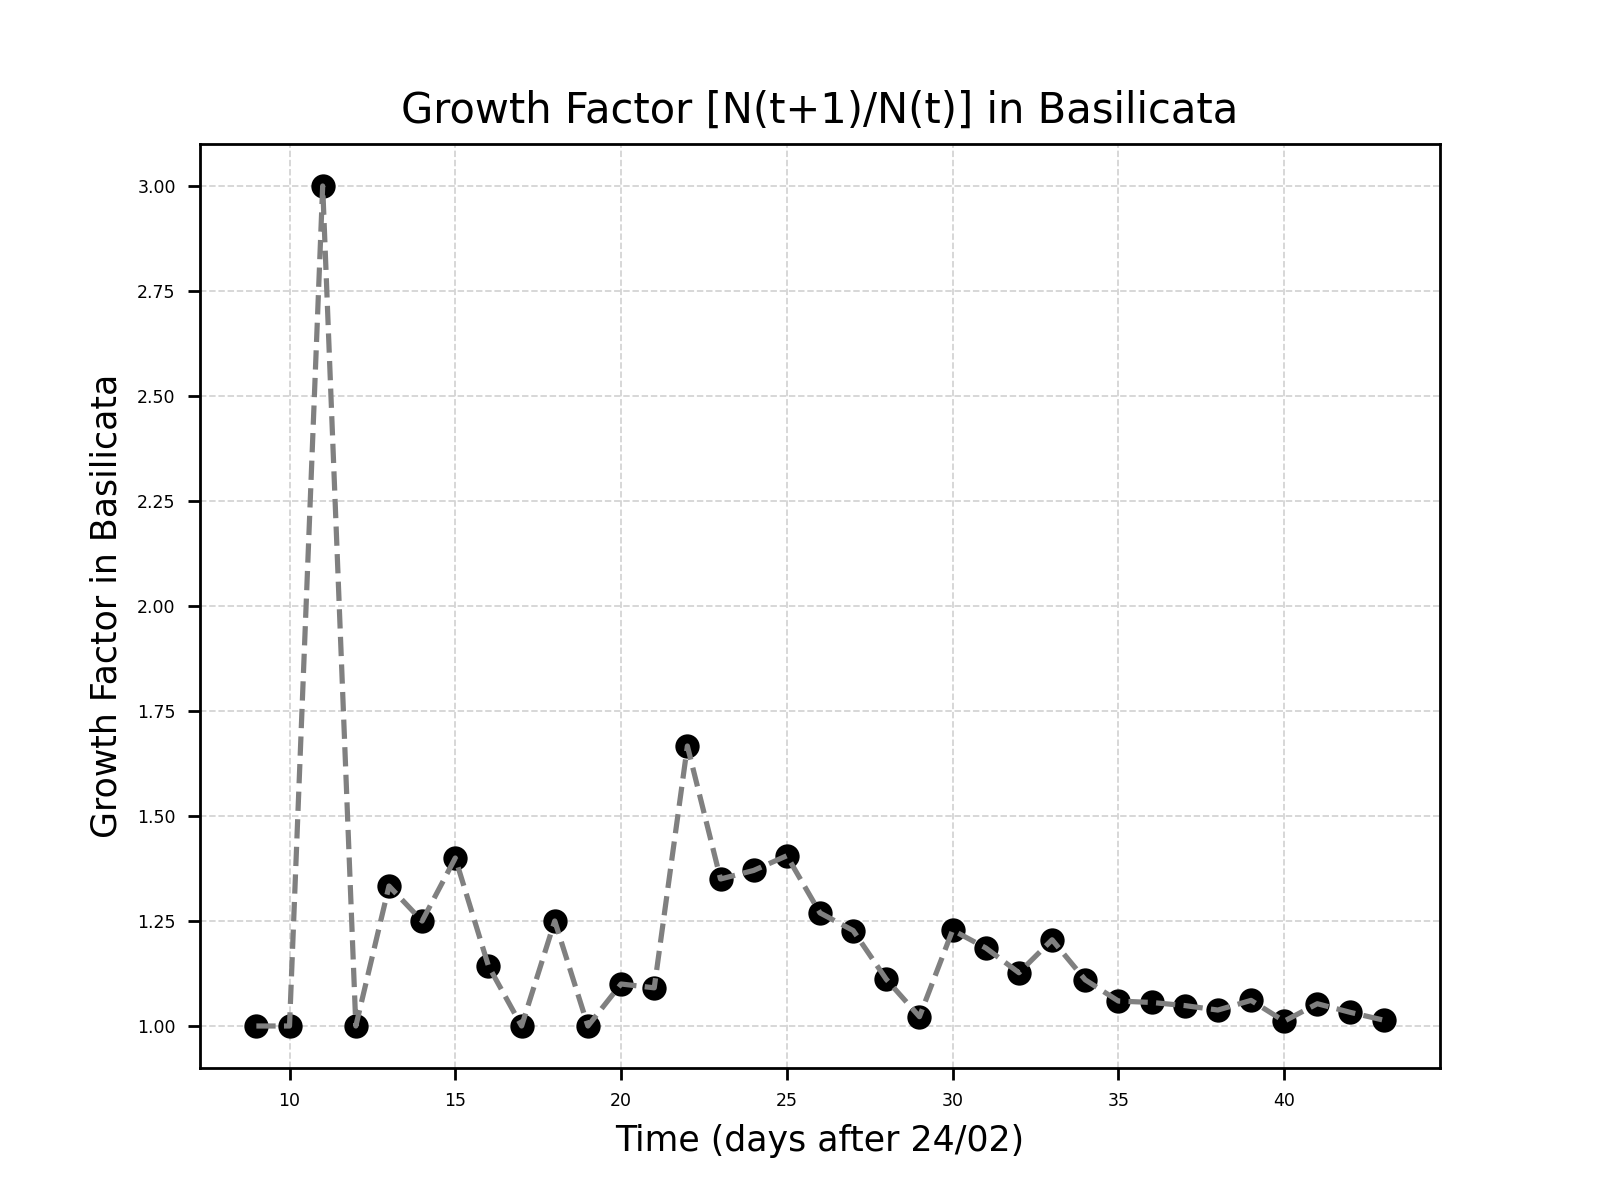 Growth Factor [N(t+1)/N(t)] in Basilicata
Growth Factor in Basilicata
3.00
2.75
2.50
2.25
2.00
1.75
1.50
1.25
1.00
10 15 20 25 30 35 40
Time (days after 24/02)